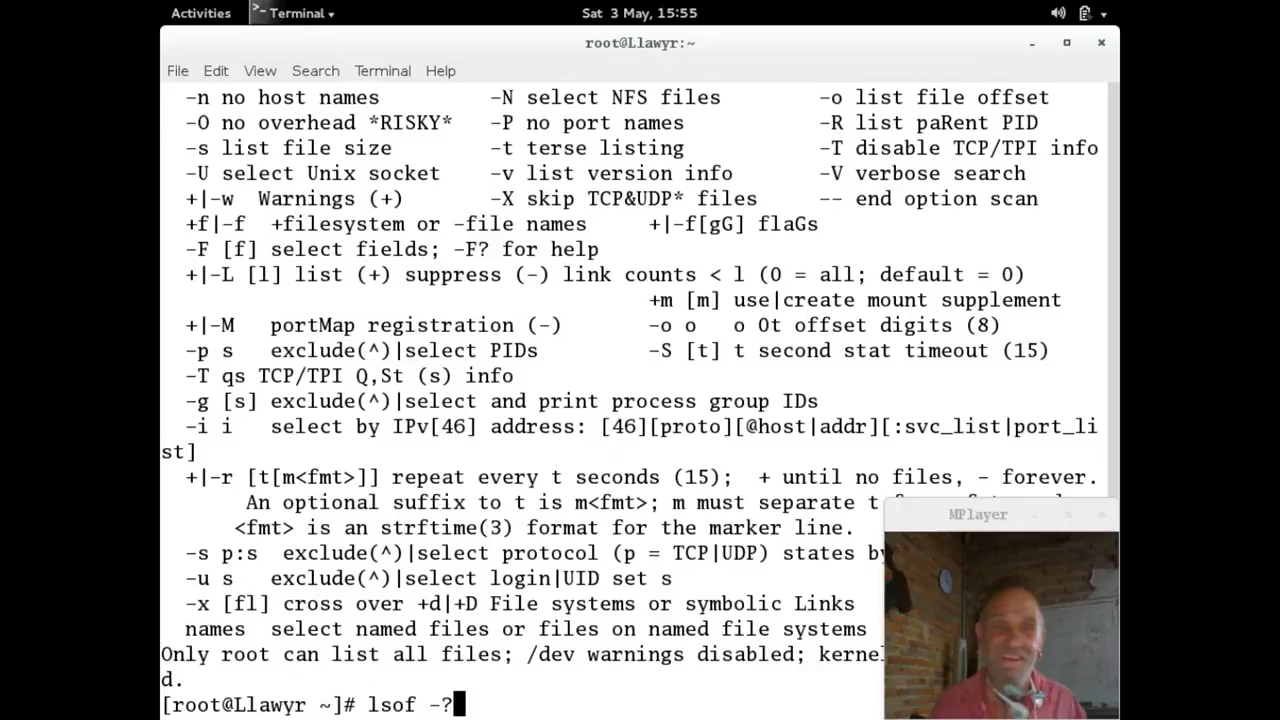 Activities Terminal Sat 3 May, 15:55
root@Llawyr:~
File Edit View Search Terminal Help
-n no host names -N select NFS files -o list file offset
-O no overhead *RISKY* -P no port names -R list paRent PID
-s list file size -t terse listing -T disable TCP/TPI info
-U select Unix socket -v list version info -V verbose search
+|-w Warnings (+) -X skip TCP&UDP* files -- end option scan
+f|-f +filesystem or -file names +|-f[gG] flaGs
-F [f] select fields; -F? for help
+|-L [l] list (+) suppress (-) link counts < l (0 = all; default = 0)
+m [m] use|create mount supplement
+|-M portMap registration (-) -o o o 0t offset digits (8)
-p s exclude(^)|select PIDs -S [t] t second stat timeout (15)
-T qs TCP/TPI Q,St (s) info
-g [s] exclude(^)|select and print process group IDs
-i i select by IPv[46] address: [46][proto][@host|addr][:svc_list|port_li
st]
+|-r [t[m<fmt>]] repeat every t seconds (15); + until no files, - forever.
An optional suffix to t is m<fmt>; m must separate t
<fmt> is an strftime(3) format for the marker line.
MPlayer
-s p:s exclude(^)|select protocol (p = TCP|UDP) states
-u s exclude(^)|select login|UID set s
-x [fl] cross over +d|+D File systems or symbolic Links
names select named files or files on named file systems
Only root can list all files; /dev warnings disabled;
d.
[root@Llawyr ~]# lsof -?